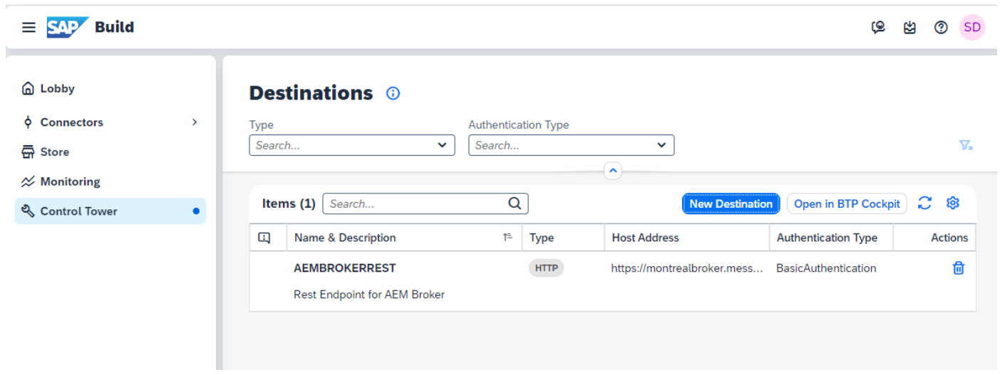 SAP Build
SD
Lobby
Connectors
Store
Monitoring
Control Tower
Destinations
Type
Authentication Type
Search...
Search...
Items (1)
Search...
New Destination
Open in BTP Cockpit
Name & Description
Type
Host Address
Authentication Type
Actions
AEMBROKERREST
HTTP
https://montrealbroker.mess...
BasicAuthentication
Rest Endpoint for AEM Broker